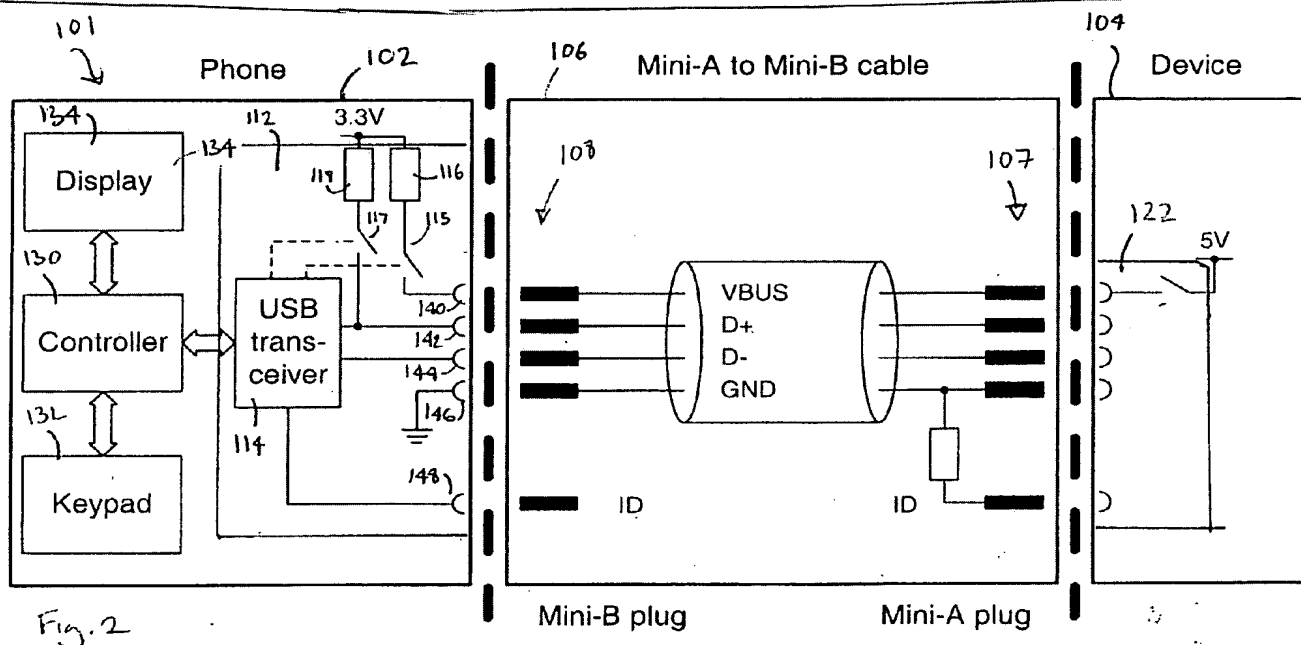 101
Phone
102
106
Mini-A to Mini-B cable
104
Device
134
112
3.3V
134
Display
118
116
108
107
117
115
122
5V
130
Controller
USB
trans-
ceiver
140
142
144
146
VBUS
D+
D-
GND
132
114
148
Keypad
ID
ID
Mini-B plug
Mini-A plug
Fig. 2